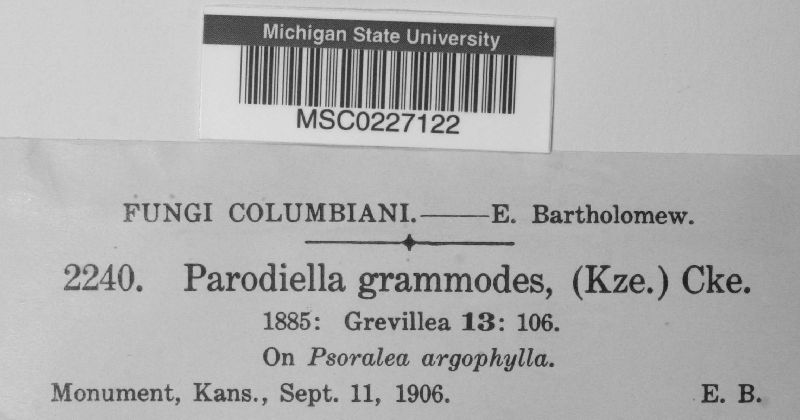 Michigan State University
MSC0227122
FUNGI COLUMBIANI.——E. Bartholomew.
2240. Parodiella grammodes, (Kze.) Cke.
1885: Grevillea 13: 106.
On Psoralea argophylla.
Monument, Kans., Sept. 11, 1906. E. B.